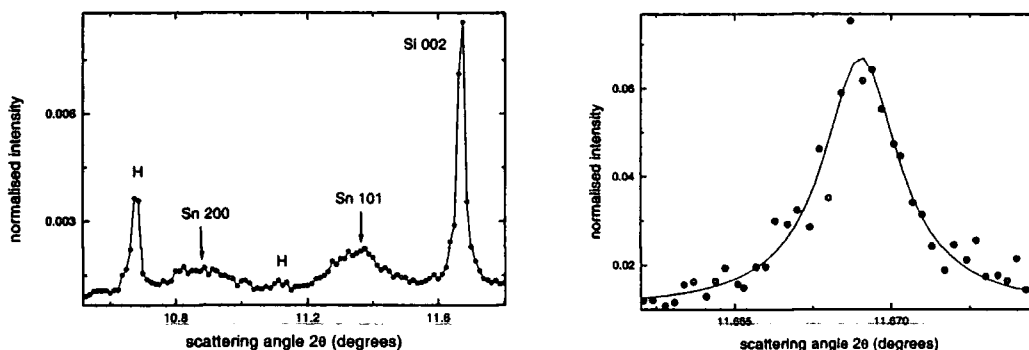 Si 002
0.006
H
Sn 200
Sn 101
0.003
H
normalised intensity
10.8
11.2
11.6
scattering angle 2θ (degrees)
0.06
0.04
0.02
normalised intensity
11.665
11.670
scattering angle 2θ (degrees)